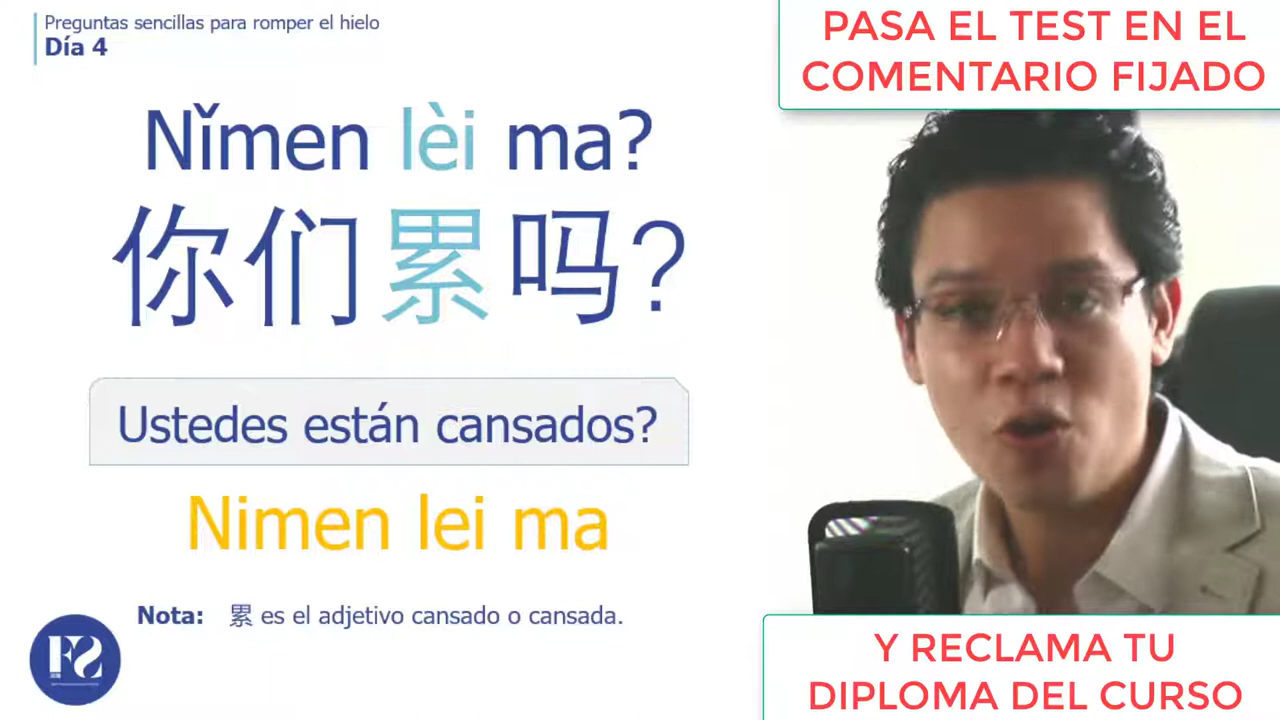 Preguntas sencillas para romper el hielo
Día 4
Nǐmen lèi ma?
你们累吗?
Ustedes están cansados?
Nimen lei ma
Nota: 累 es el adjetivo cansado o cansada.
PASA EL TEST EN EL
COMENTARIO FIJADO
Y RECLAMA TU
DIPLOMA DEL CURSO